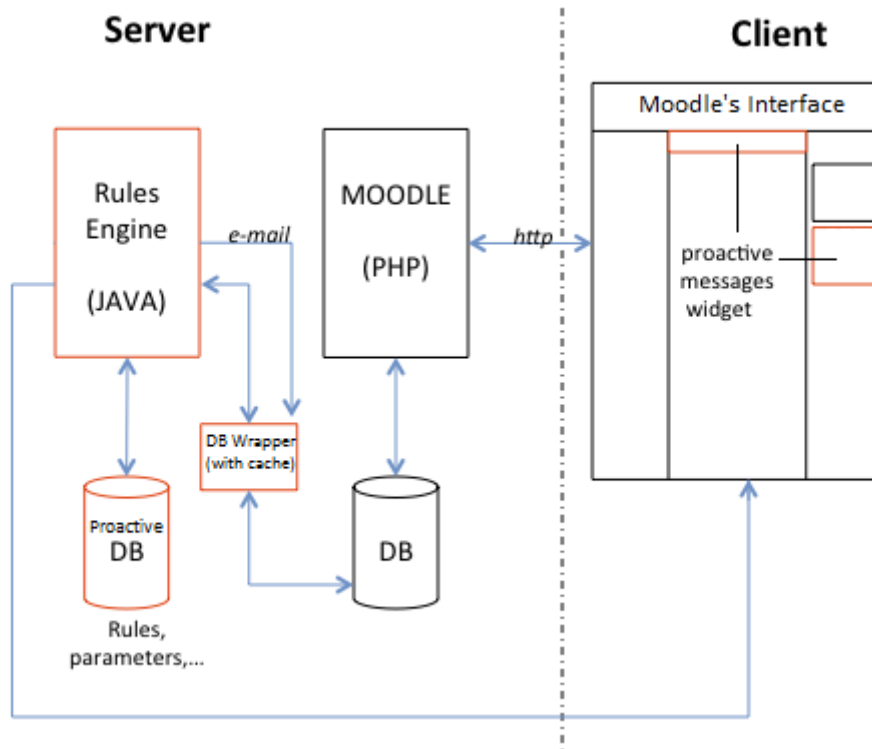 Server
Client
Moodle's Interface
Rules
Engine
(JAVA)
e-mail
MOODLE
(PHP)
http
proactive
messages
widget
DB Wrapper
(with cache)
Proactive
DB
DB
Rules,
parameters,...